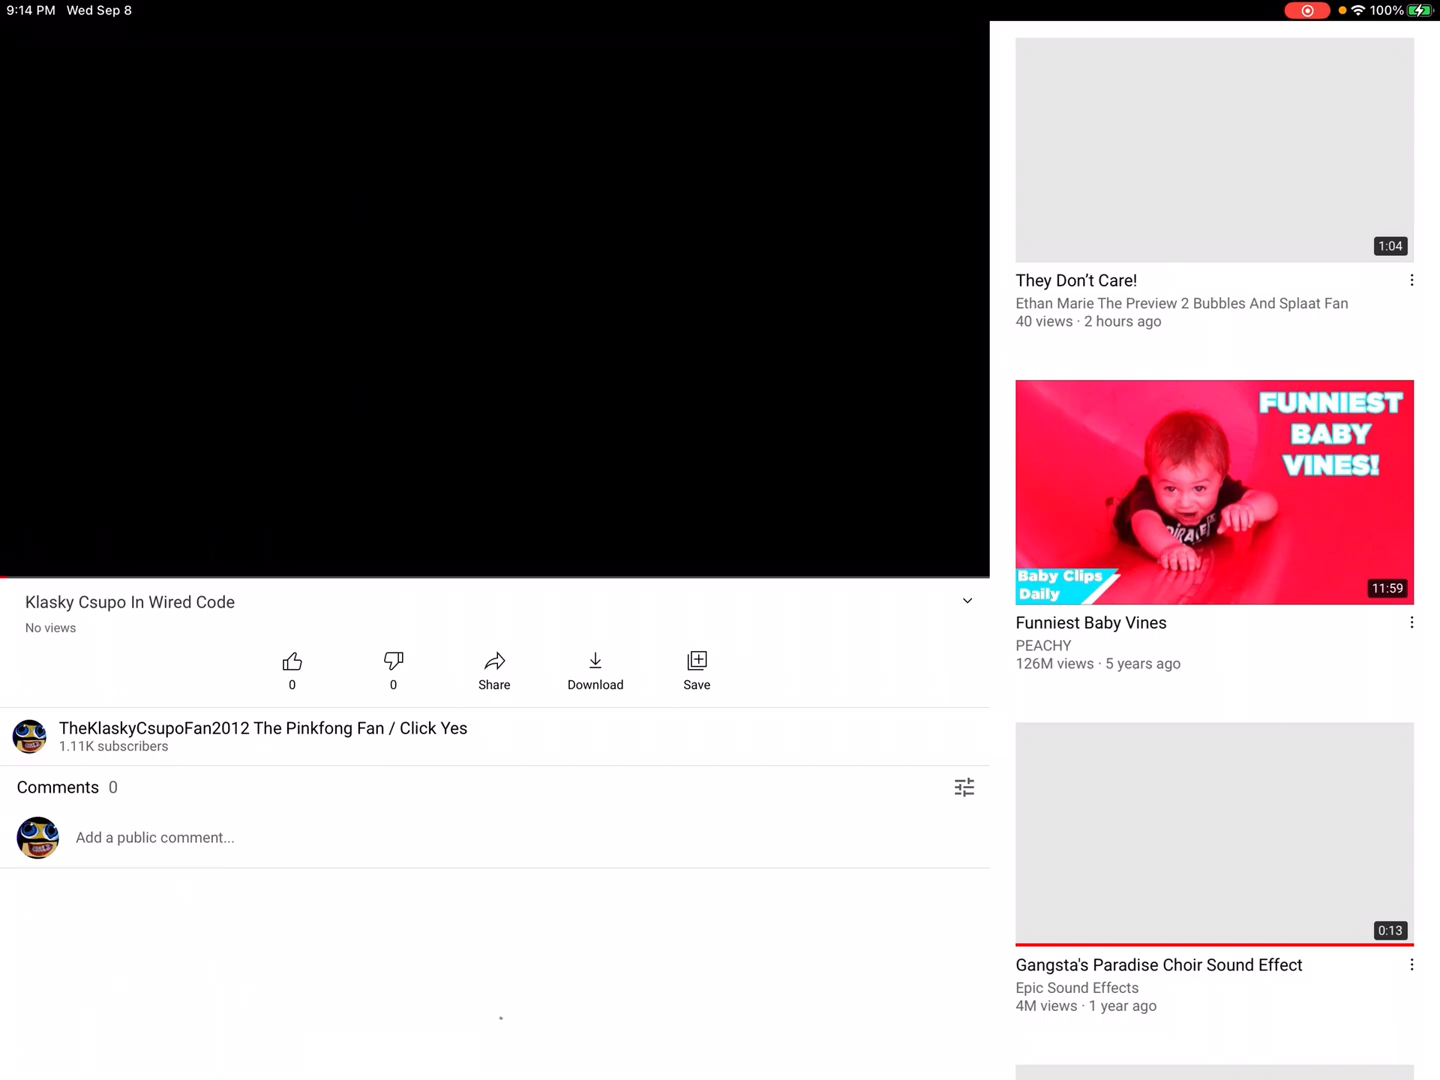 9:14 PM Wed Sep 8
100%
Klasky Csupo In Wired Code
No views
0
0
Share
Download
Save
TheKlaskyCsupoFan2012 The Pinkfong Fan / Click Yes
1.11K subscribers
Comments 0
Add a public comment...
1:04
They Don’t Care!
Ethan Marie The Preview 2 Bubbles And Splaat Fan
40 views · 2 hours ago
FUNNIEST
BABY
VINES!
Baby Clips
Daily
11:59
Funniest Baby Vines
PEACHY
126M views · 5 years ago
0:13
Gangsta's Paradise Choir Sound Effect
Epic Sound Effects
4M views · 1 year ago